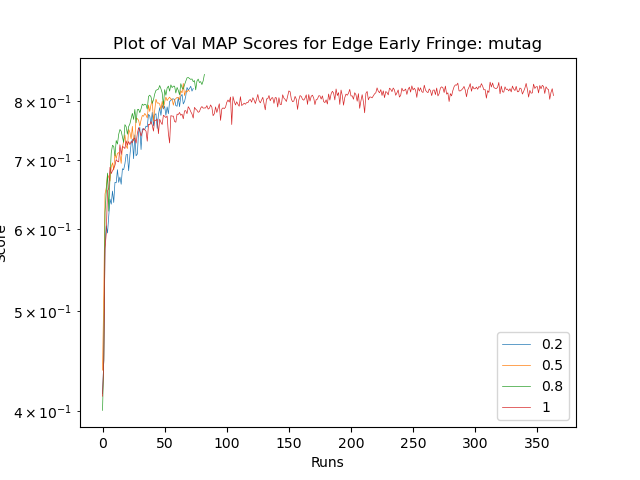 Plot of Val MAP Scores for Edge Early Fringe: mutag
Score
8 × 10⁻¹
7 × 10⁻¹
6 × 10⁻¹
5 × 10⁻¹
4 × 10⁻¹
0.2
0.5
0.8
1
0 50 100 150 200 250 300 350
Runs